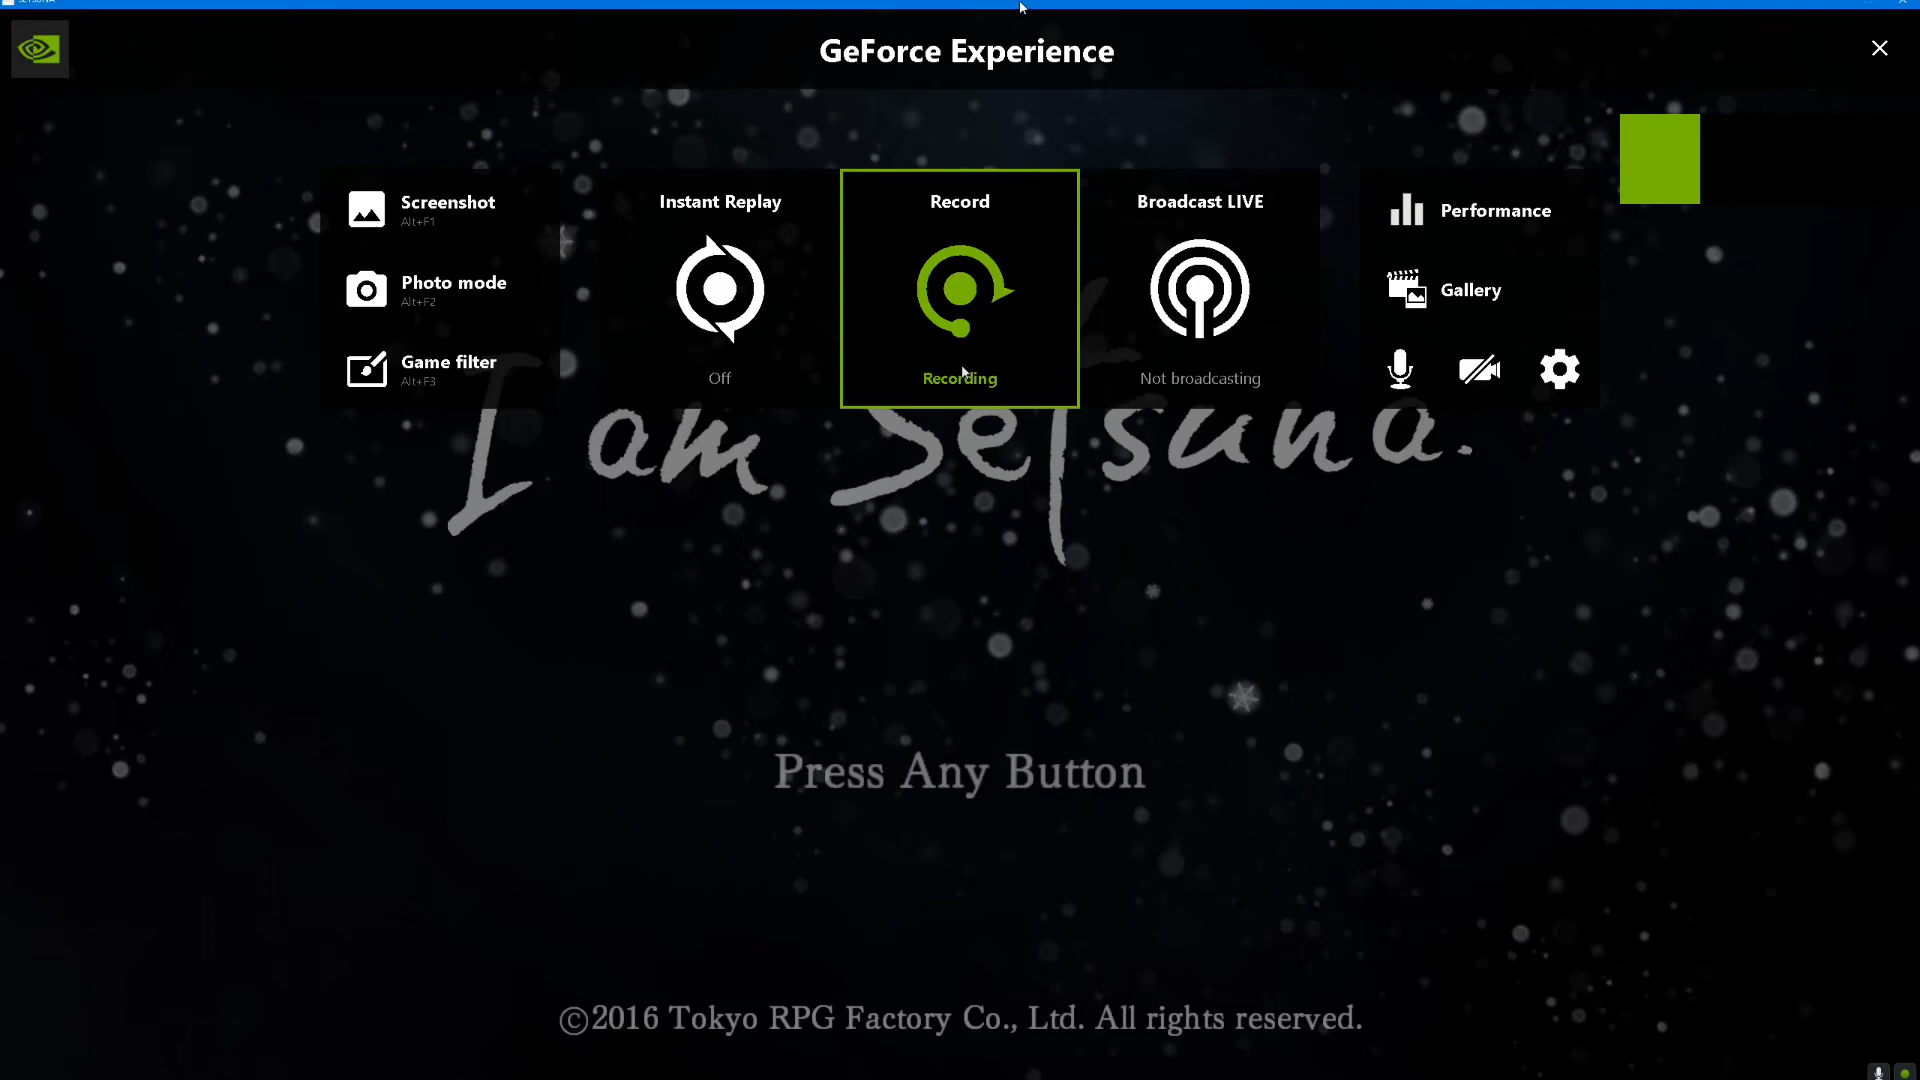 SETSUNA
GeForce Experience
Screenshot
Alt+F1
Photo mode
Alt+F2
Game filter
Alt+F3
Instant Replay
Off
Record
Recording
Broadcast LIVE
Not broadcasting
Performance
Gallery
I am Setsuna.
Press Any Button
©2016 Tokyo RPG Factory Co., Ltd. All rights reserved.